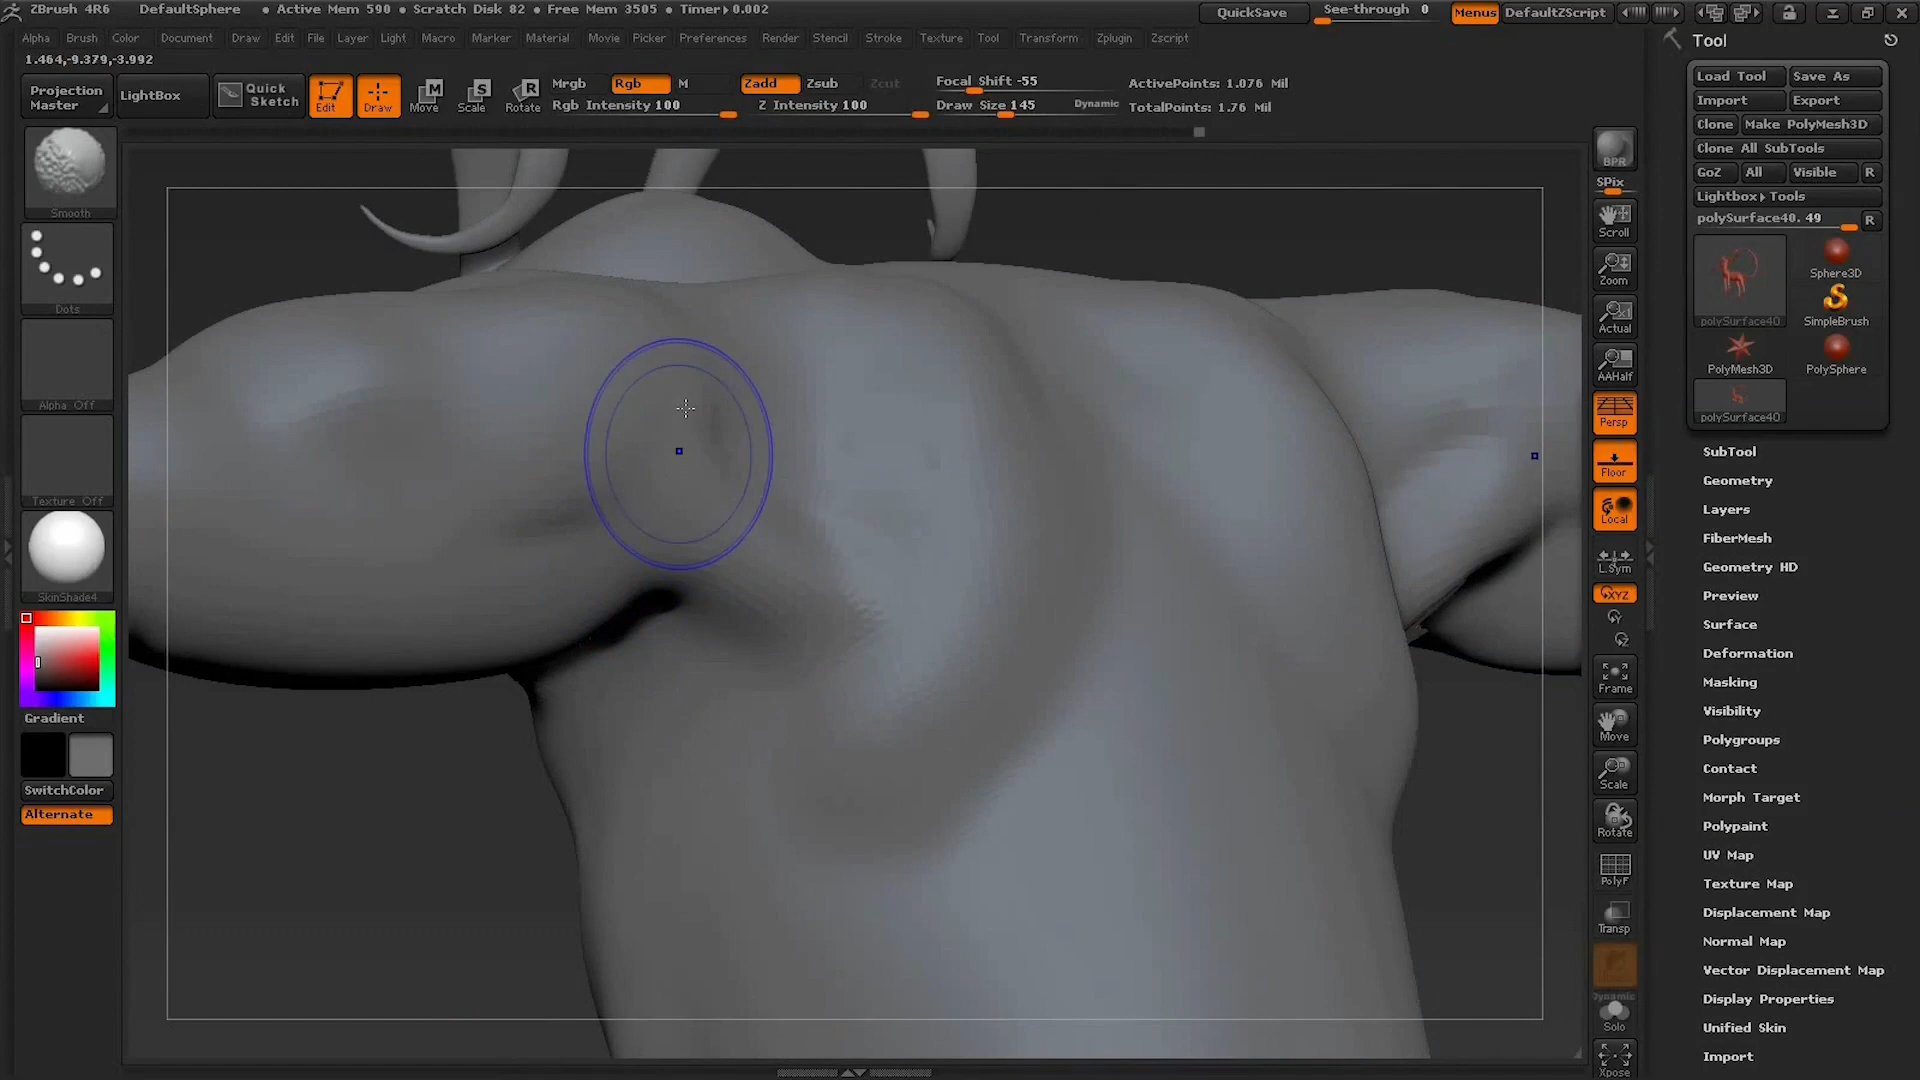 ZBrush 4R6 DefaultSphere • Active Mem 590 • Scratch Disk 82 • Free Mem 3505 • Timer▸0.002 QuickSave See-through 0 Menus DefaultZScript
Alpha Brush Color Document Draw Edit File Layer Light Macro Marker Material Movie Picker Preferences Render Stencil Stroke Texture Tool Transform Zplugin Zscript
1.464,-9.379,-3.992
Projection Master
LightBox
Quick Sketch
Edit
Draw
Move
Scale
Rotate
Mrgb Rgb M
Rgb Intensity 100
Zadd Zsub Zcut
Z Intensity 100
Focal Shift -55
Draw Size 145 Dynamic
ActivePoints: 1.076 Mil
TotalPoints: 1.76 Mil
Smooth
Dots
Alpha Off
Texture Off
SkinShade4
Gradient
SwitchColor
Alternate
BPR
SPix
Scroll
Zoom
Actual
AAHalf
Persp
Floor
Local
L.Sym
XYZ
Frame
Move
Scale
Rotate
PolyF
Transp
Dynamic
Solo
Xpose
Tool
Load Tool Save As
Import Export
Clone Make PolyMesh3D
Clone All SubTools
GoZ All Visible R
Lightbox▸Tools
polySurface40. 49 R
polySurface40
Sphere3D
SimpleBrush
PolyMesh3D PolySphere
polySurface40
SubTool
Geometry
Layers
FiberMesh
Geometry HD
Preview
Surface
Deformation
Masking
Visibility
Polygroups
Contact
Morph Target
Polypaint
UV Map
Texture Map
Displacement Map
Normal Map
Vector Displacement Map
Display Properties
Unified Skin
Import